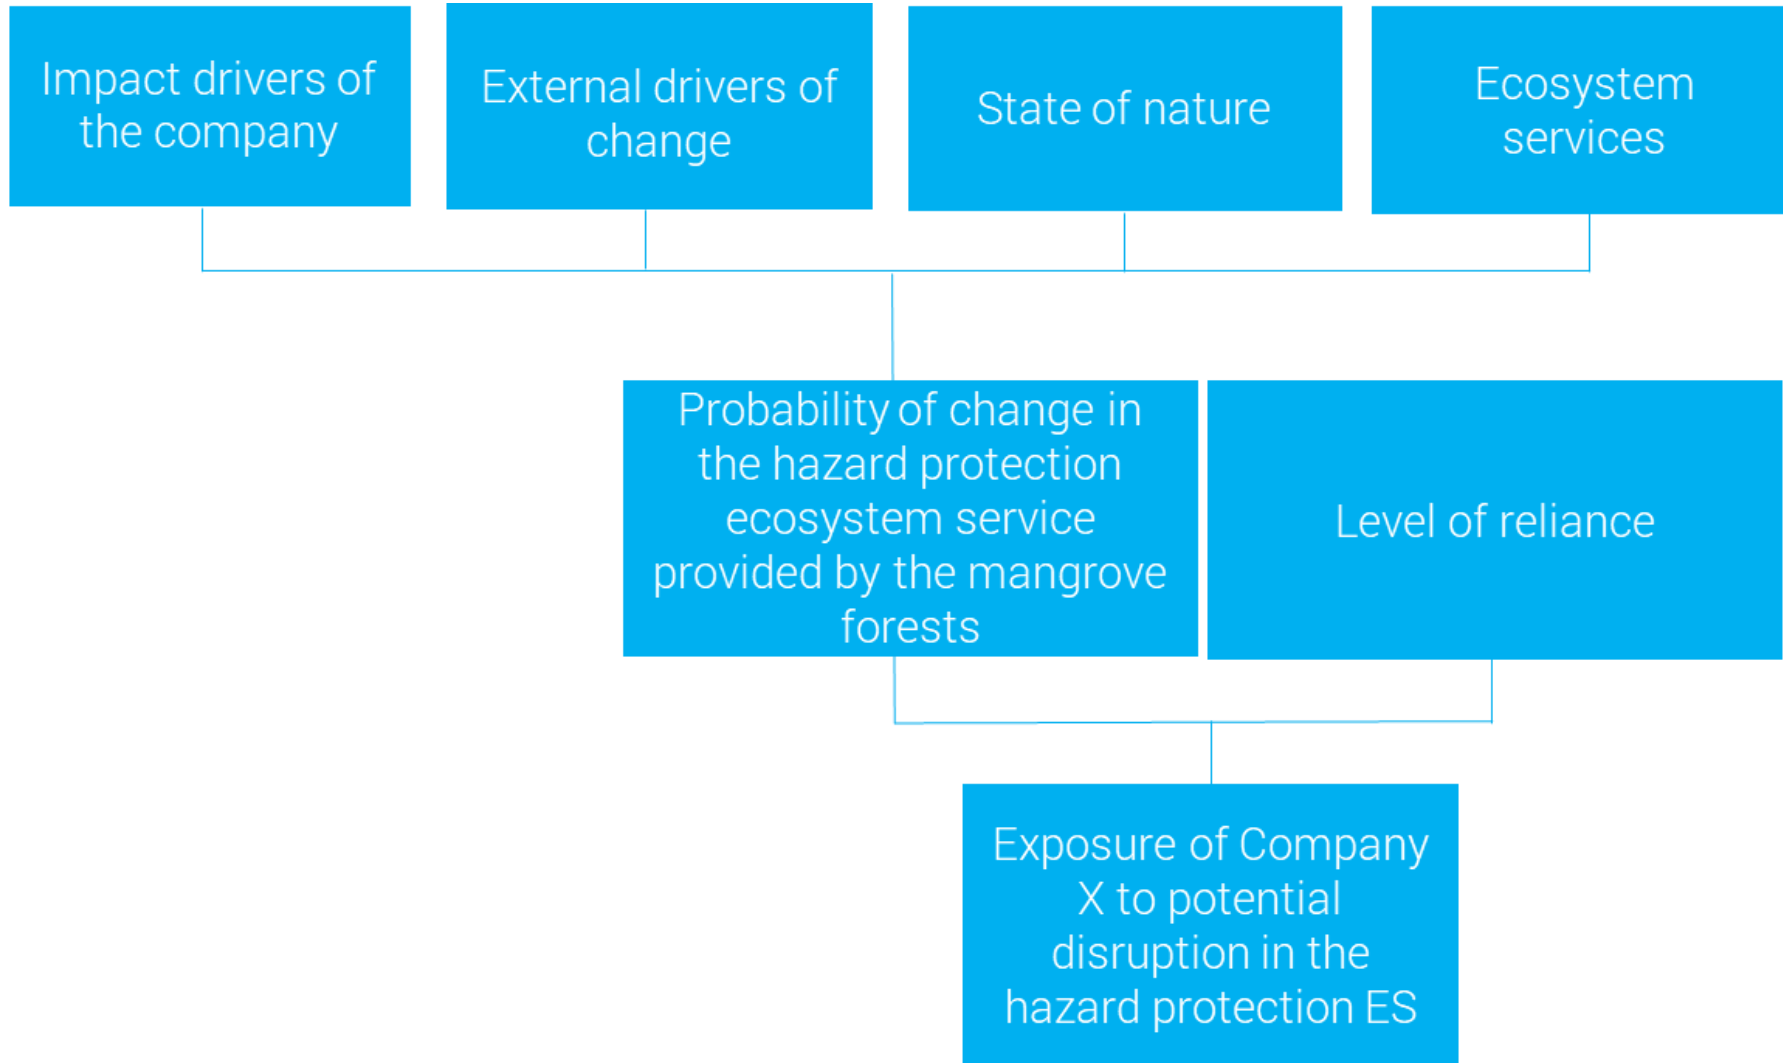 Impact drivers of
the company
External drivers of
change
State of nature
Ecosystem
services
Probability of change in
the hazard protection
ecosystem service
provided by the mangrove
forests
Level of reliance
Exposure of Company
X to potential
disruption in the
hazard protection ES